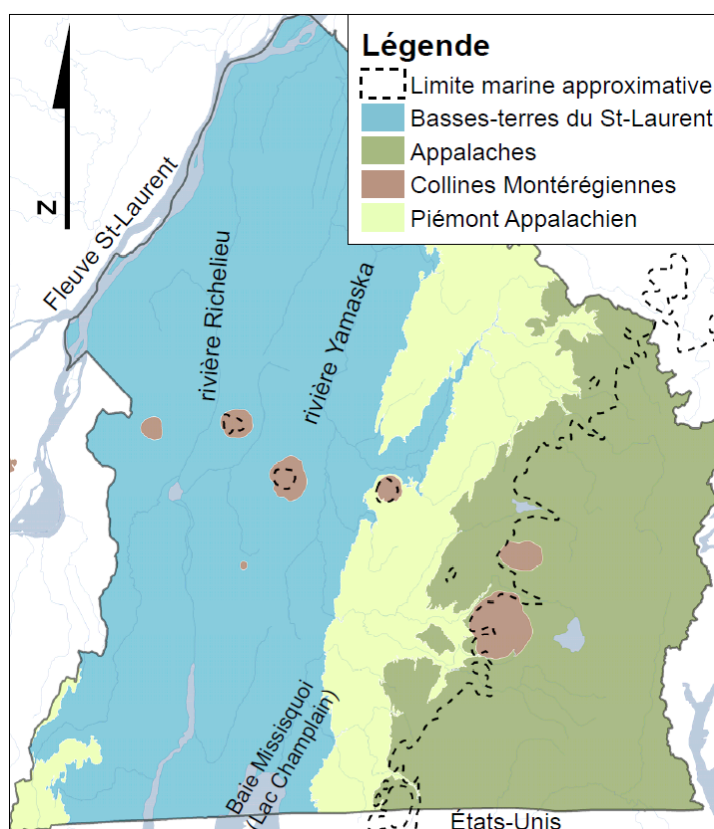 Légende
Limite marine approximative
Basses-terres du St-Laurent
Appalaches
Collines Montérégiennes
Piémont Appalachien
N
Fleuve St-Laurent
rivière Richelieu
rivière Yamaska
Baie Missisquoi
(Lac Champlain)
États-Unis